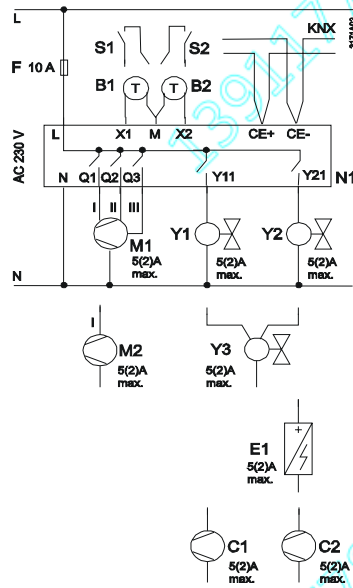 L
KNX
S1 S2
F 10 A
B1 T T B2
AC 230 V
L X1 M X2 CE+ CE-
N Q1 Q2 Q3 Y11 Y21 N1
I II III
M1 Y1 Y2
5(2)A max. 5(2)A max. 5(2)A max.
N
I
M2 Y3
5(2)A max. 5(2)A max.
+
E1
5(2)A max.
C1 C2
5(2)A max. 5(2)A max.
139117